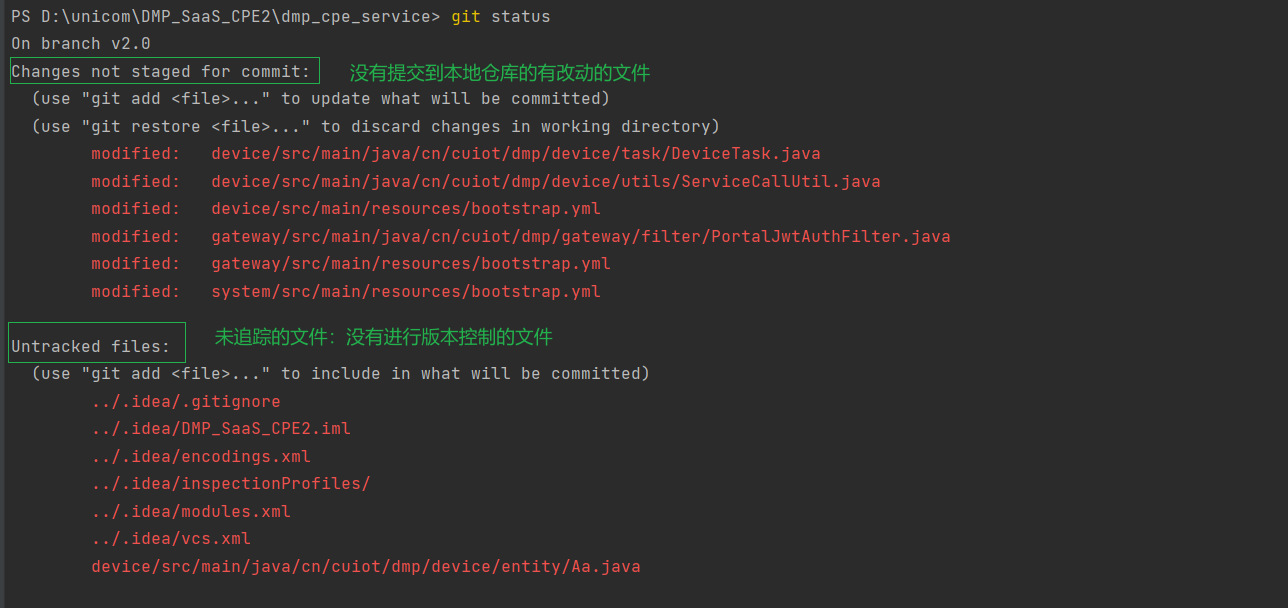 PS D:\unicom\DMP_SaaS_CPE2\dmp_cpe_service> git status
On branch v2.0
Changes not staged for commit: 没有提交到本地仓库的有改动的文件
(use "git add <file>..." to update what will be committed)
(use "git restore <file>..." to discard changes in working directory)
modified: device/src/main/java/cn/cuiot/dmp/device/task/DeviceTask.java
modified: device/src/main/java/cn/cuiot/dmp/device/utils/ServiceCallUtil.java
modified: device/src/main/resources/bootstrap.yml
modified: gateway/src/main/java/cn/cuiot/dmp/gateway/filter/PortalJwtAuthFilter.java
modified: gateway/src/main/resources/bootstrap.yml
modified: system/src/main/resources/bootstrap.yml
Untracked files: 未追踪的文件：没有进行版本控制的文件
(use "git add <file>..." to include in what will be committed)
../.idea/.gitignore
../.idea/DMP_SaaS_CPE2.iml
../.idea/encodings.xml
../.idea/inspectionProfiles/
../.idea/modules.xml
../.idea/vcs.xml
device/src/main/java/cn/cuiot/dmp/device/entity/Aa.java